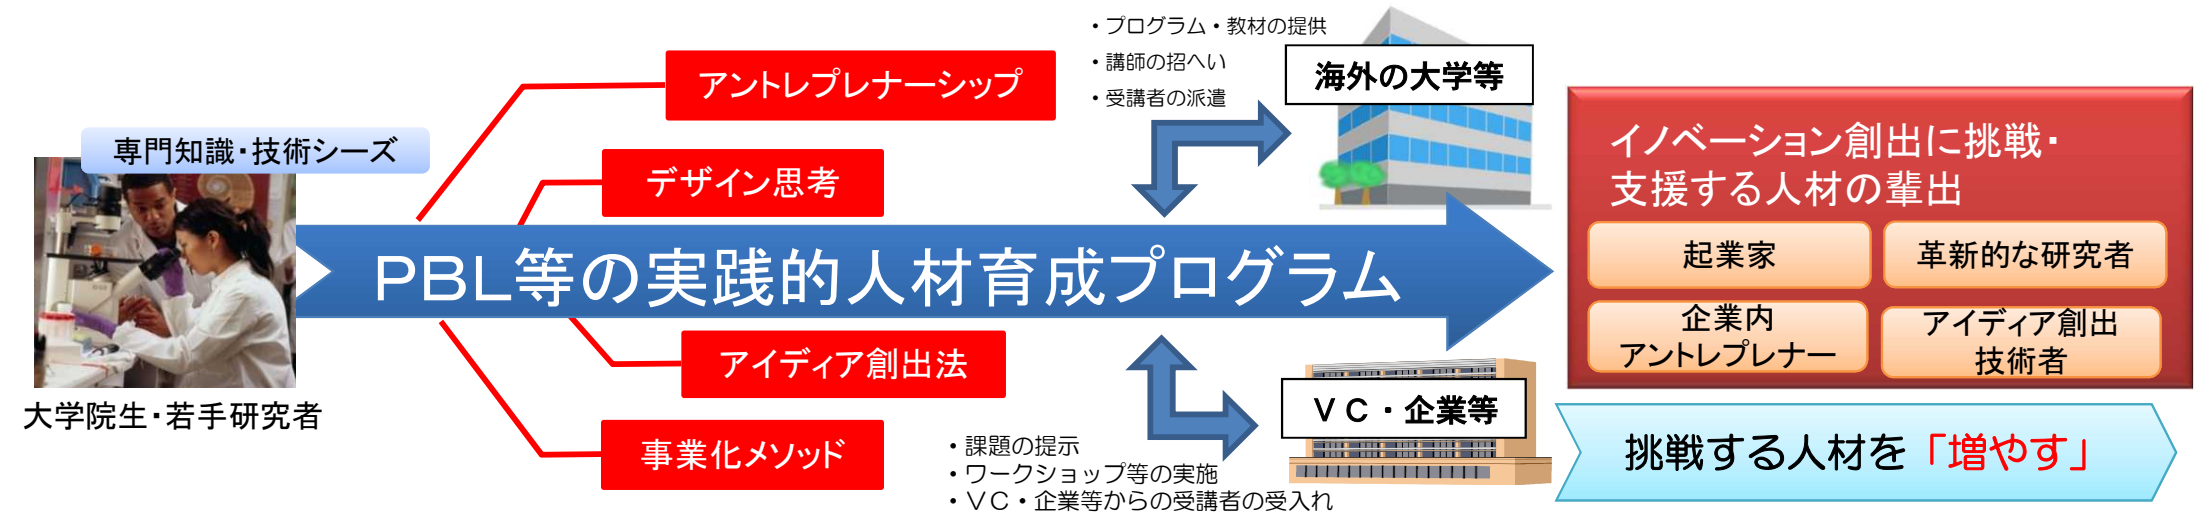 専門知識・技術シーズ
大学院生・若手研究者
アントレプレナーシップ
デザイン思考
PBL等の実践的人材育成プログラム
アイディア創出法
事業化メソッド
・プログラム・教材の提供
・講師の招へい
・受講者の派遣
海外の大学等
VC・企業等
・課題の提示
・ワークショップ等の実施
・VC・企業等からの受講者の受入れ
イノベーション創出に挑戦・
支援する人材の輩出
起業家
革新的な研究者
企業内
アントレプレナー
アイディア創出
技術者
挑戦する人材を「増やす」